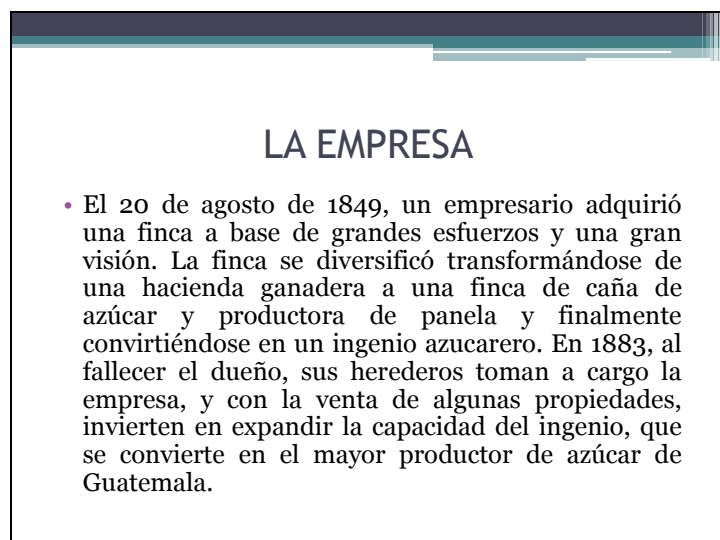 LA EMPRESA
• El 20 de agosto de 1849, un empresario adquirió
una finca a base de grandes esfuerzos y una gran
visión. La finca se diversificó transformándose de
una hacienda ganadera a una finca de caña de
azúcar y productora de panela y finalmente
convirtiéndose en un ingenio azucarero. En 1883, al
fallecer el dueño, sus herederos toman a cargo la
empresa, y con la venta de algunas propiedades,
invierten en expandir la capacidad del ingenio, que
se convierte en el mayor productor de azúcar de
Guatemala.